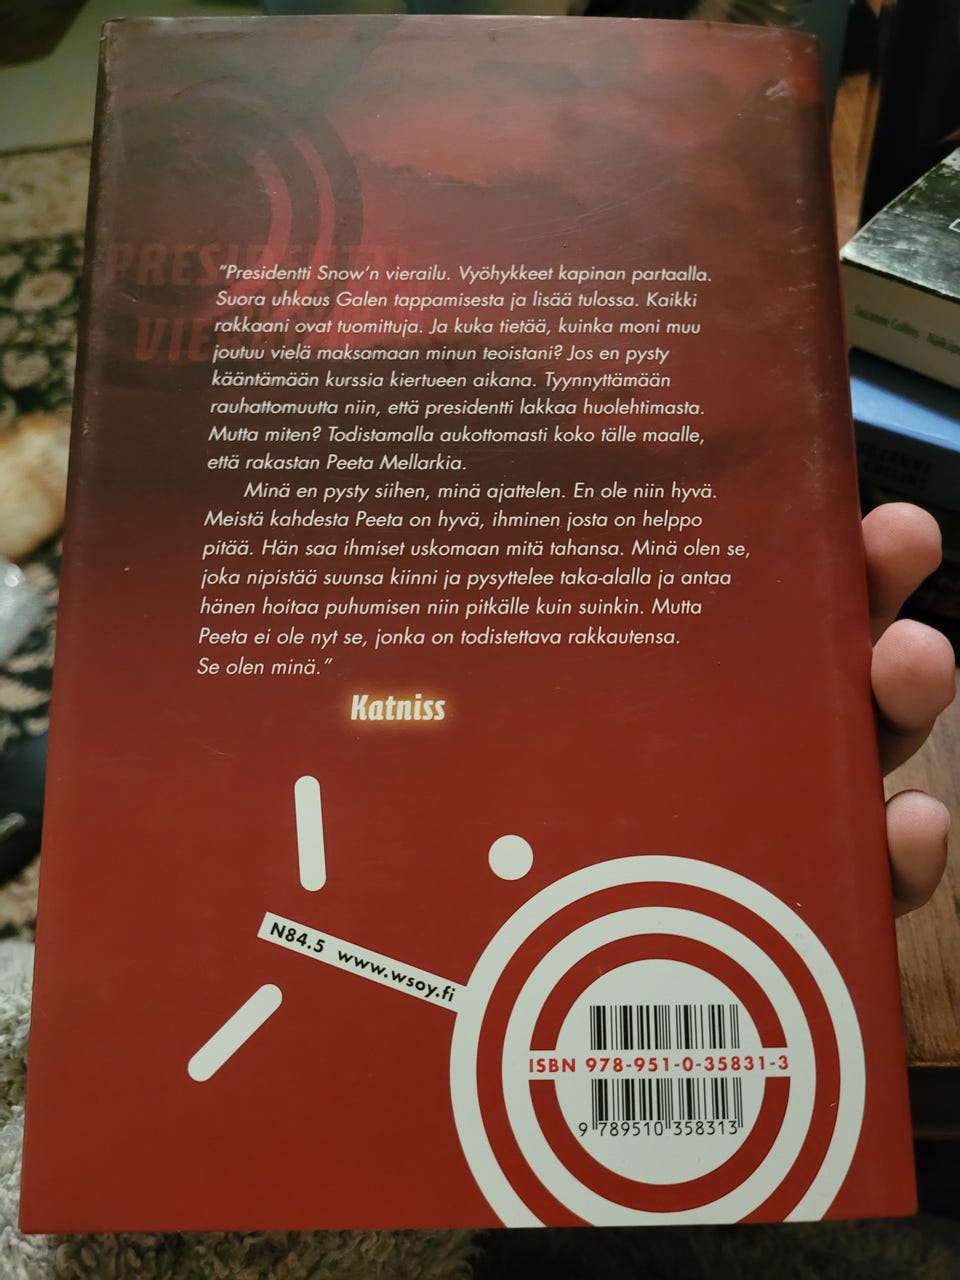 PRESIDENTTI
VIERAILU
"Presidentti Snow'n vierailu. Vyöhykkeet kapinan partaalla.
Suora uhkaus Galen tappamisesta ja lisää tulossa. Kaikki
rakkaani ovat tuomittuja. Ja kuka tietää, kuinka moni muu
joutuu vielä maksamaan minun teoistani? Jos en pysty
kääntämään kurssia kiertueen aikana. Tyynnyttämään
rauhattomuutta niin, että presidentti lakkaa huolehtimasta.
Mutta miten? Todistamalla aukottomasti koko tälle maalle,
että rakastan Peeta Mellarkia.
Minä en pysty siihen, minä ajattelen. En ole niin hyvä.
Meistä kahdesta Peeta on hyvä, ihminen josta on helppo
pitää. Hän saa ihmiset uskomaan mitä tahansa. Minä olen se,
joka nipistää suunsa kiinni ja pysyttelee taka-alalla ja antaa
hänen hoitaa puhumisen niin pitkälle kuin suinkin. Mutta
Peeta ei ole nyt se, jonka on todistettava rakkautensa.
Se olen minä."
Katniss
N84.5 www.wsoy.fi
ISBN 978-951-0-35831-3
9 789510 358313
Suzanne Collins
SUZANNE
COLLINS